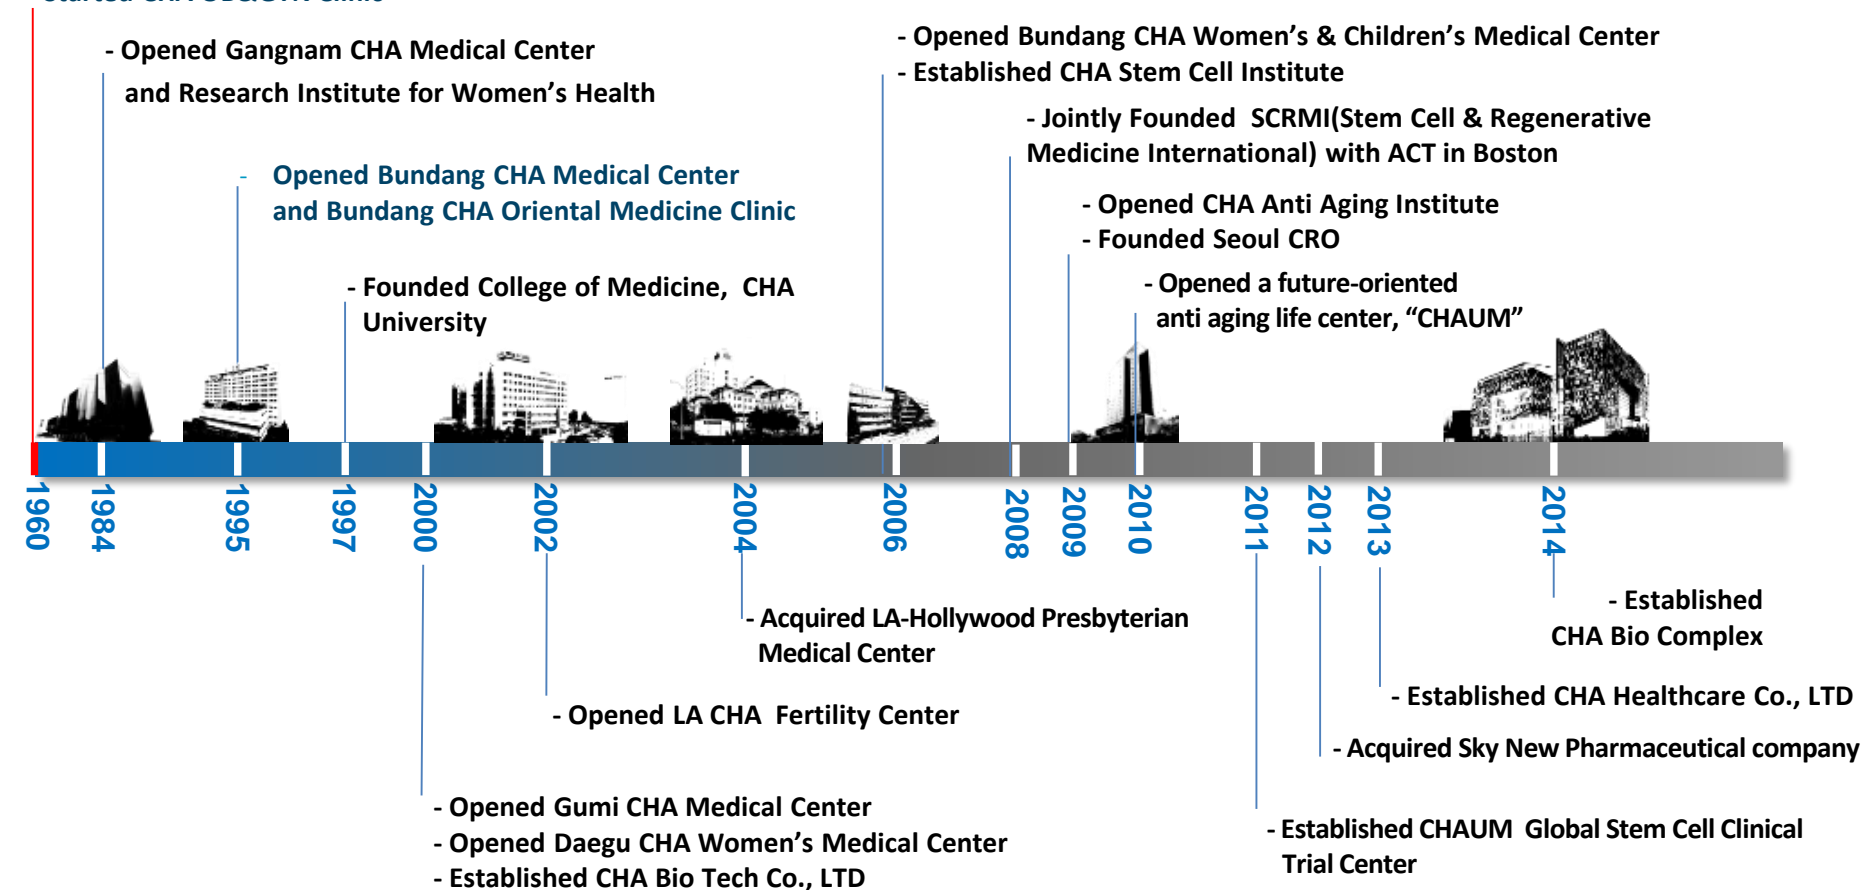 - Opened Gangnam CHA Medical Center
and Research Institute for Women's Health
- Opened Bundang CHA Women's & Children's Medical Center
- Established CHA Stem Cell Institute
- Jointly Founded SCRMI(Stem Cell & Regenerative
Medicine International) with ACT in Boston
- Opened Bundang CHA Medical Center
and Bundang CHA Oriental Medicine Clinic
- Opened CHA Anti Aging Institute
- Founded Seoul CRO
- Founded College of Medicine, CHA
University
- Opened a future-oriented
anti aging life center, “CHAUM”
1960
1984
1995
1997
2000
2002
2004
2006
2008
2009
2010
2011
2012
2013
2014
- Established
CHA Bio Complex
- Acquired LA-Hollywood Presbyterian
Medical Center
- Established CHA Healthcare Co., LTD
- Opened LA CHA Fertility Center
- Acquired Sky New Pharmaceutical company
- Opened Gumi CHA Medical Center
- Opened Daegu CHA Women's Medical Center
- Established CHA Bio Tech Co., LTD
- Established CHAUM Global Stem Cell Clinical
Trial Center